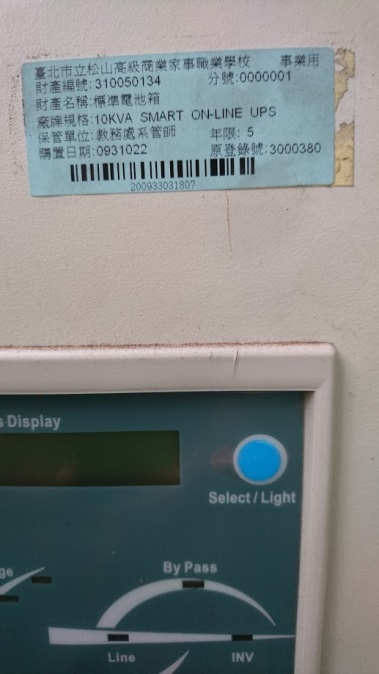 臺北市立松山高級商業家事職業學校 事業用
財產編號:310050134 分號:0000001
財產名稱:標準電池箱
廠牌規格:10KVA SMART ON-LINE UPS
保管單位:教務處系管師 年限:5
購置日期:0931022 原登錄號:3000380
200933031807
s Display
Select / Light
ge
By Pass
Line
INV